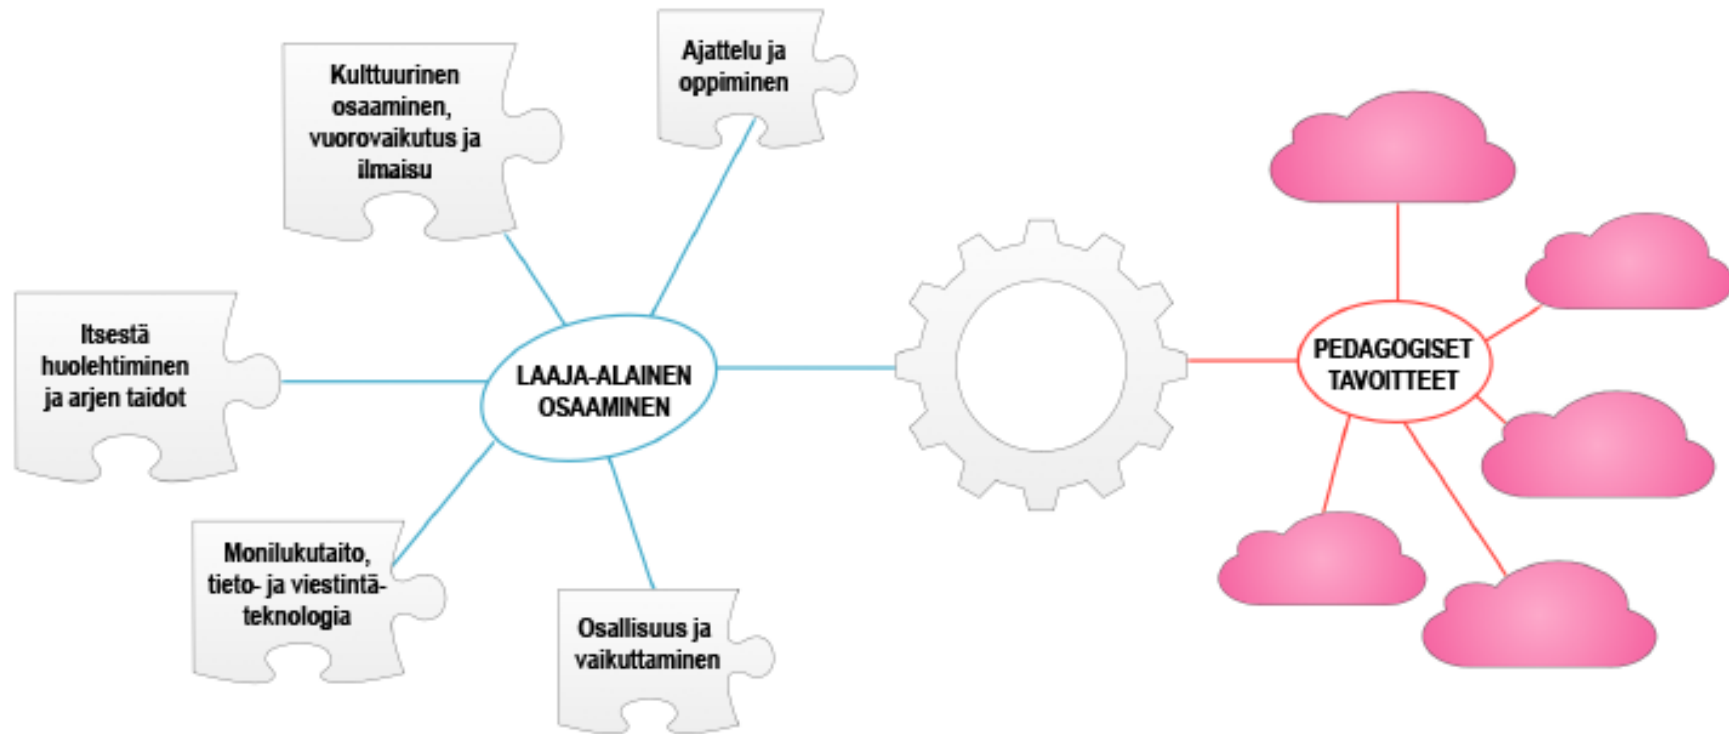 Kulttuurinen
osaaminen,
vuorovaikutus ja
ilmaisu
Ajattelu ja
oppiminen
Itsestä
huolehtiminen
ja arjen taidot
LAAJA-ALAINEN
OSAAMINEN
PEDAGOGISET
TAVOITTEET
Monilukutaito,
tieto- ja viestintä-
teknologia
Osallisuus ja
vaikuttaminen